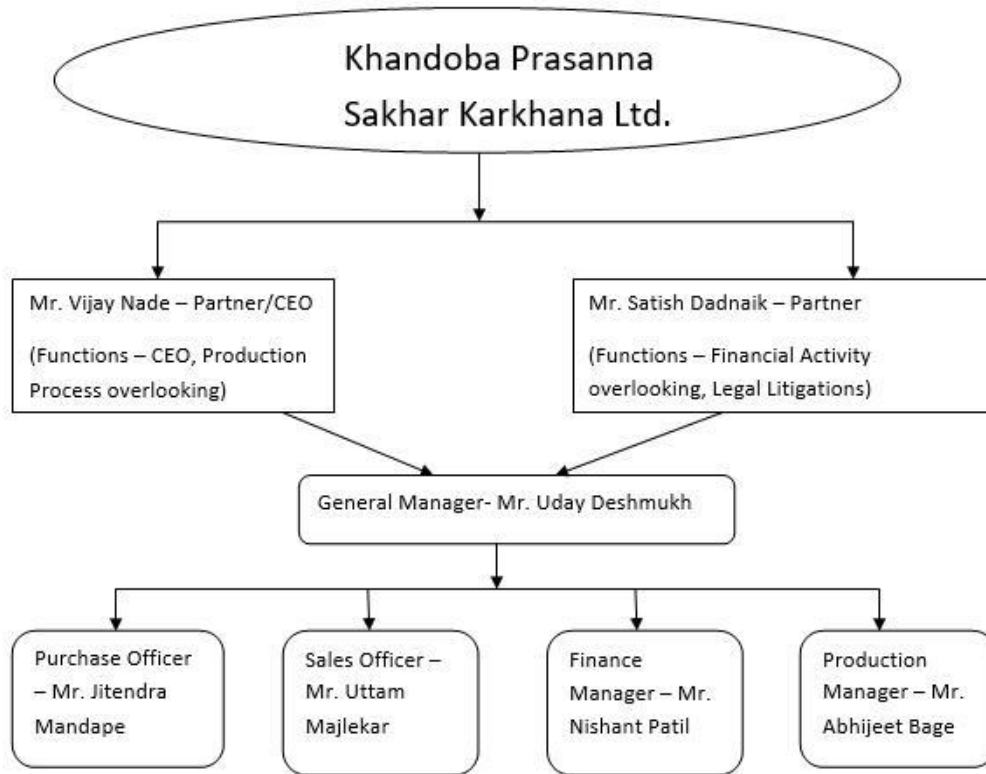 Khandoba Prasanna
Sakhar Karkhana Ltd.
Mr. Vijay Nade – Partner/CEO
(Functions – CEO, Production
Process overlooking)
Mr. Satish Dadnaik – Partner
(Functions – Financial Activity
overlooking, Legal Litigations)
General Manager- Mr. Uday Deshmukh
Purchase Officer
– Mr. Jitendra
Mandape
Sales Officer –
Mr. Uttam
Majlekar
Finance
Manager – Mr.
Nishant Patil
Production
Manager – Mr.
Abhijeet Bage